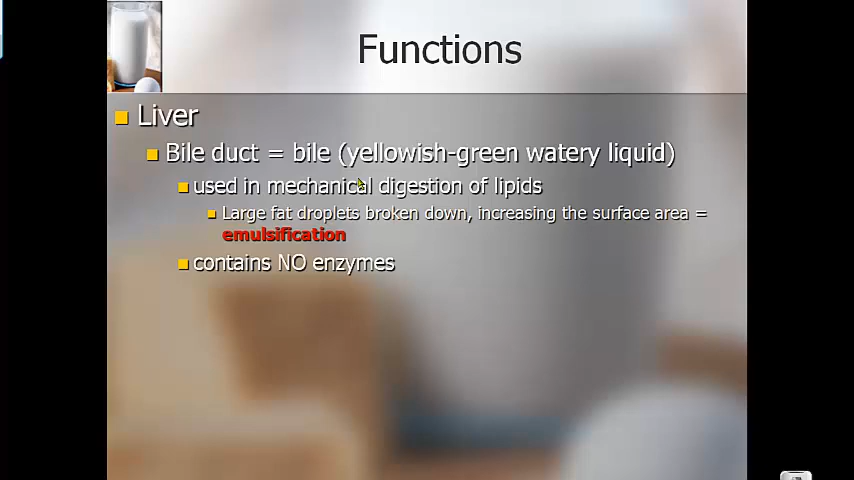 Functions
Liver
Bile duct = bile (yellowish-green watery liquid)
used in mechanical digestion of lipids
Large fat droplets broken down, increasing the surface area =
emulsification
contains NO enzymes